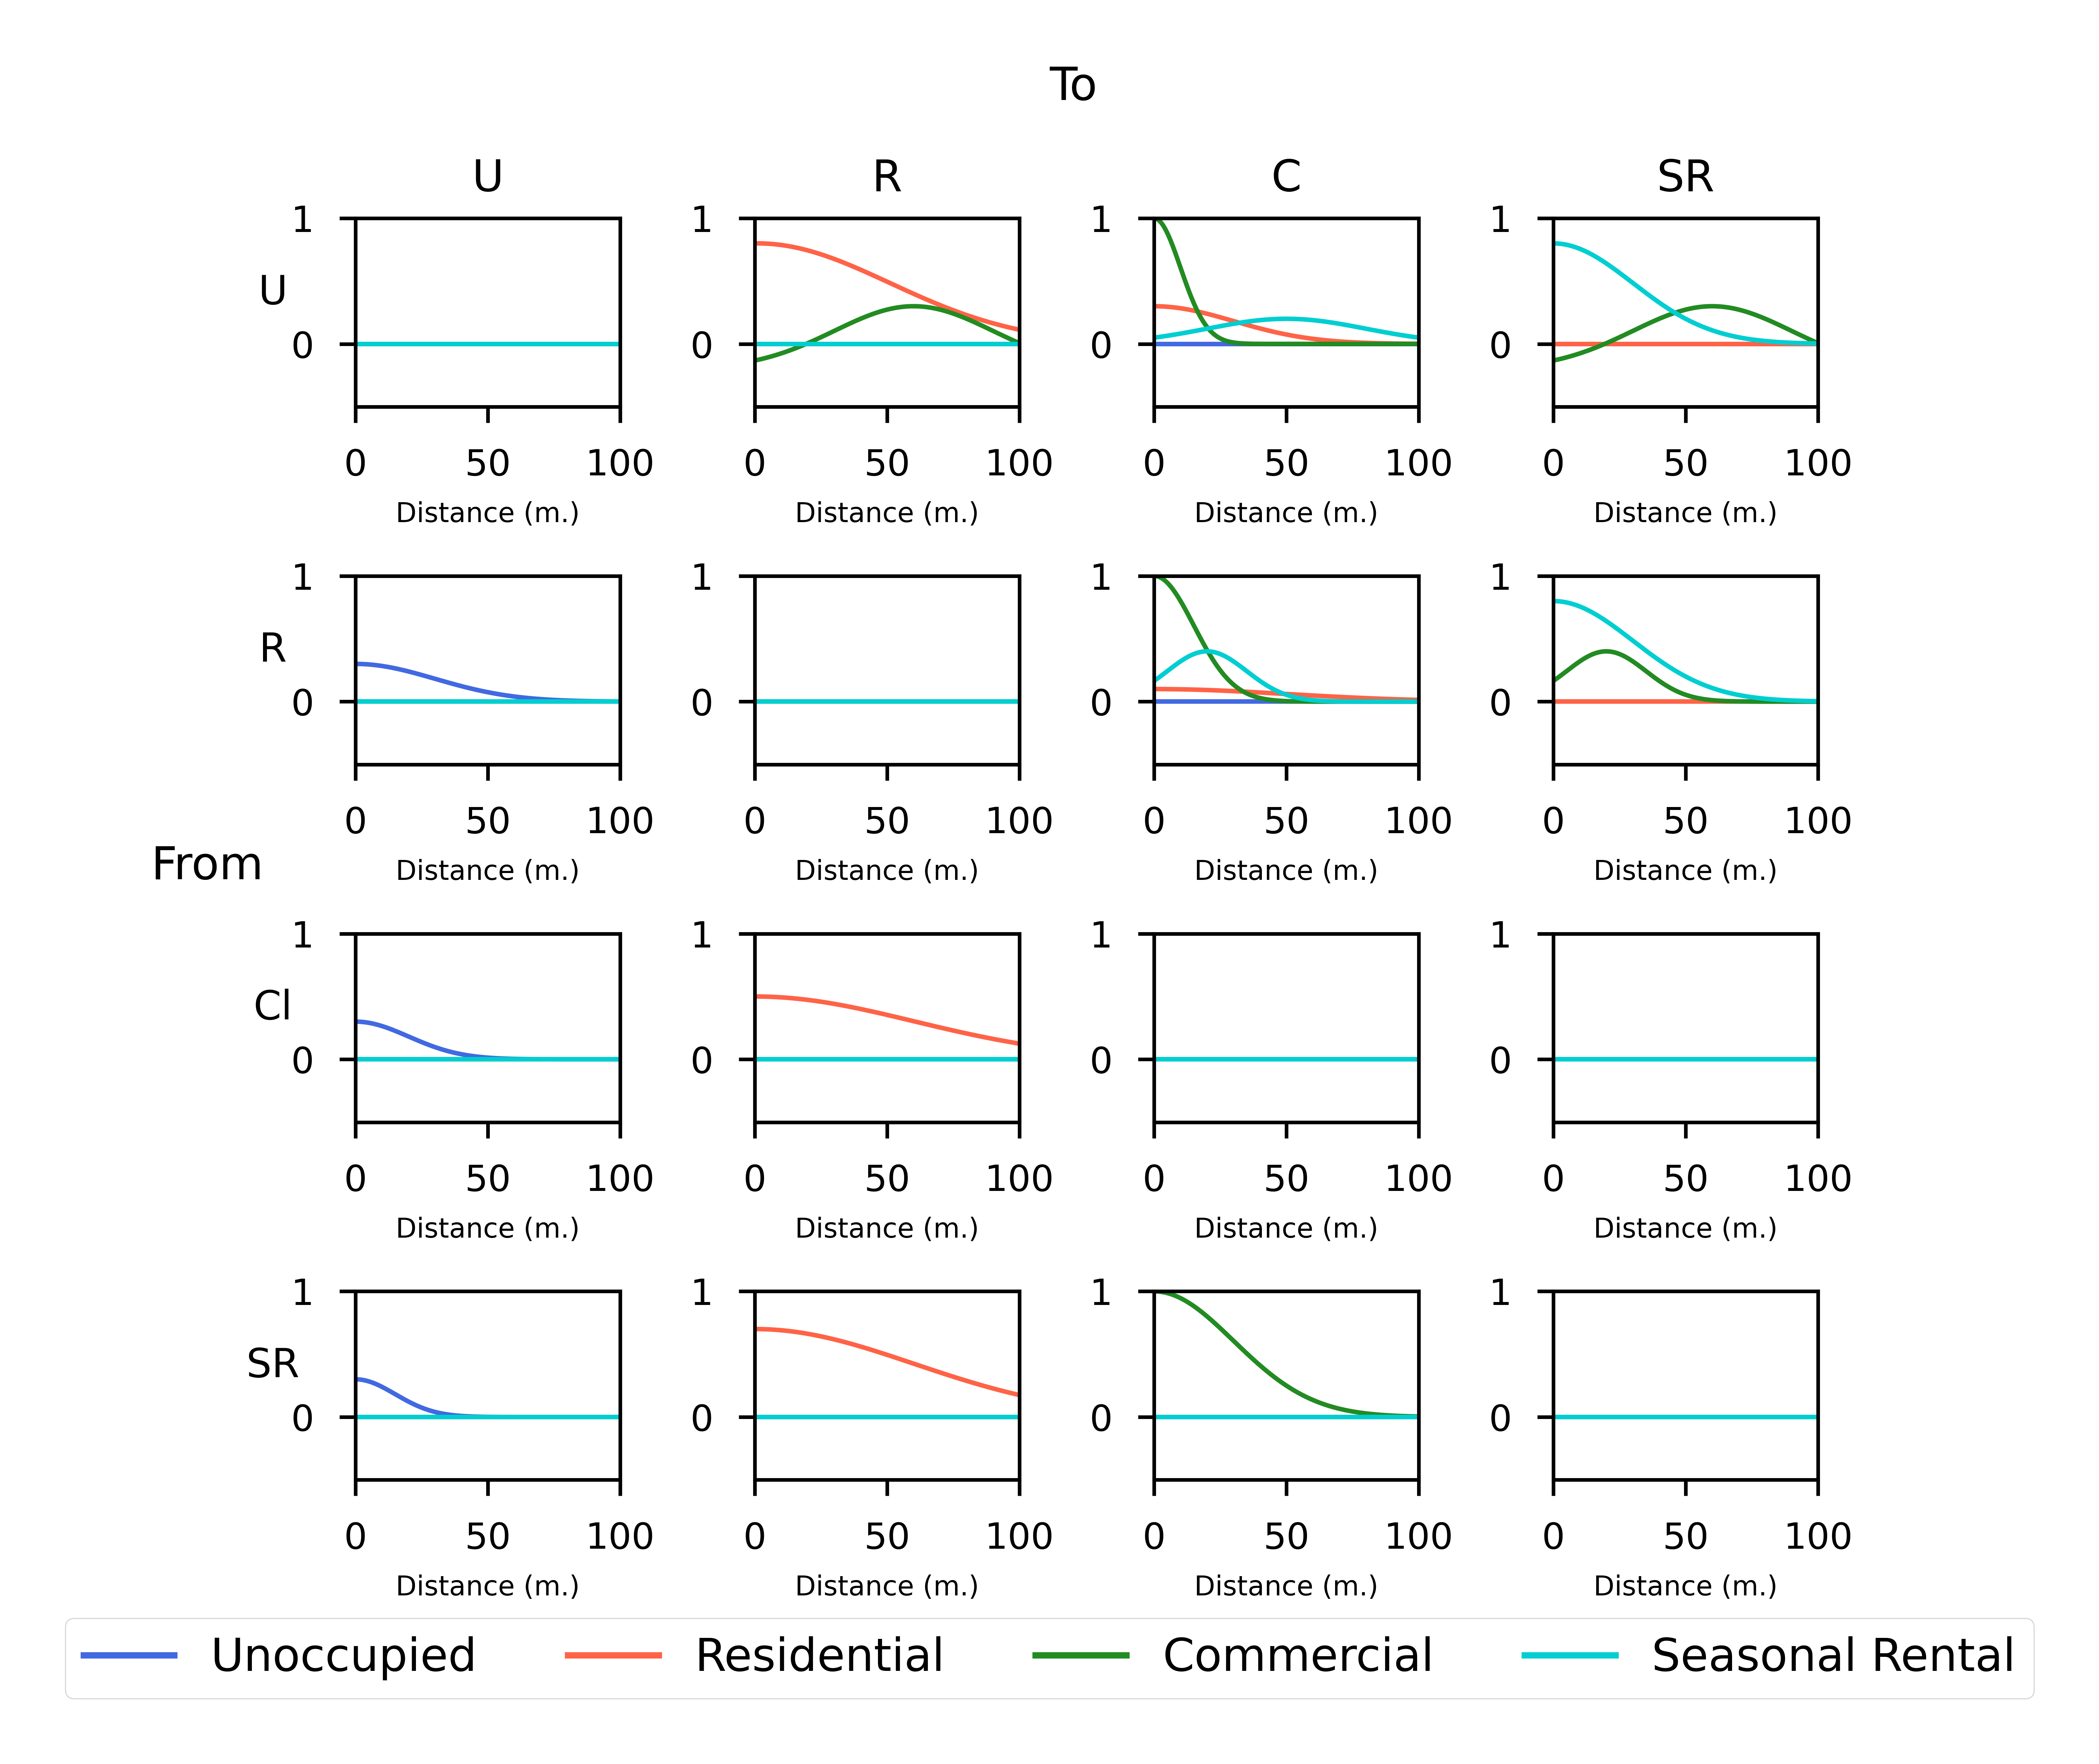 To
U R C SR
1 1 1 1
U
0 0 0 0
0 50 100 0 50 100 0 50 100 0 50 100
Distance (m.) Distance (m.) Distance (m.) Distance (m.)
1 1 1 1
R
0 0 0 0
0 50 100 0 50 100 0 50 100 0 50 100
From
Distance (m.) Distance (m.) Distance (m.) Distance (m.)
1 1 1 1
Cl
0 0 0 0
0 50 100 0 50 100 0 50 100 0 50 100
Distance (m.) Distance (m.) Distance (m.) Distance (m.)
1 1 1 1
SR
0 0 0 0
0 50 100 0 50 100 0 50 100 0 50 100
Distance (m.) Distance (m.) Distance (m.) Distance (m.)
Unoccupied Residential Commercial Seasonal Rental